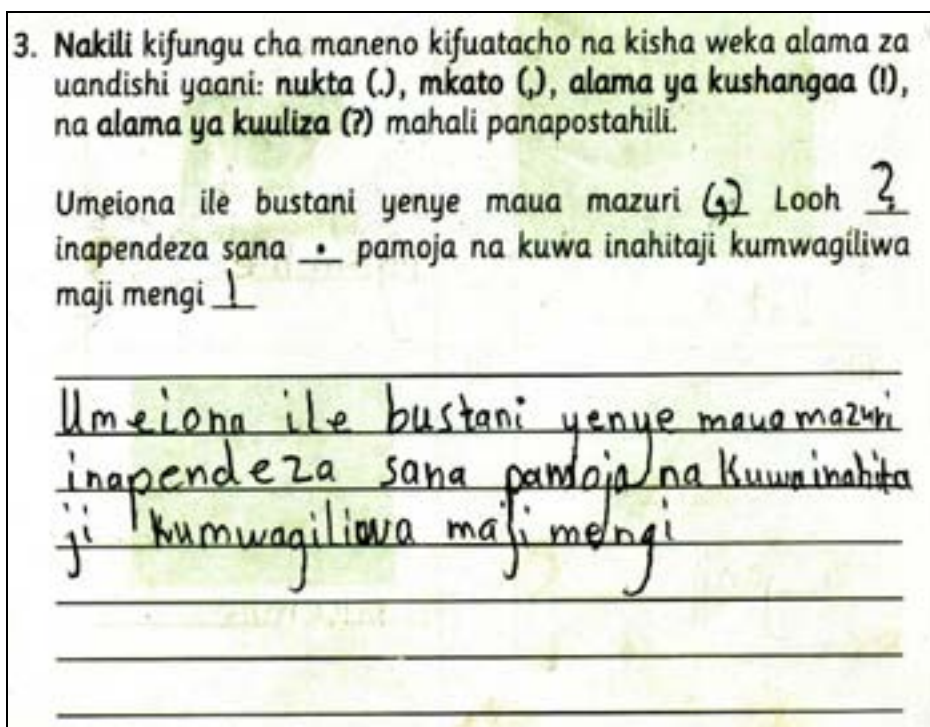 3. Nakili kifungu cha maneno kifuatacho na kisha weka alama za
uandishi yaani: nukta (.), mkato (,), alama ya kushangaa (!),
na alama ya kuuliza (?) mahali panapostahili.
Umeiona ile bustani yenye maua mazuri (,) Looh ?
inapendeza sana . pamoja na kuwa inahitaji kumwagiliwa
maji mengi !
Umeiona ile bustani yenye maua mazuri
inapendeza sana pamoja na Kuwa inahita
ji kumwagiliwa maji mengi